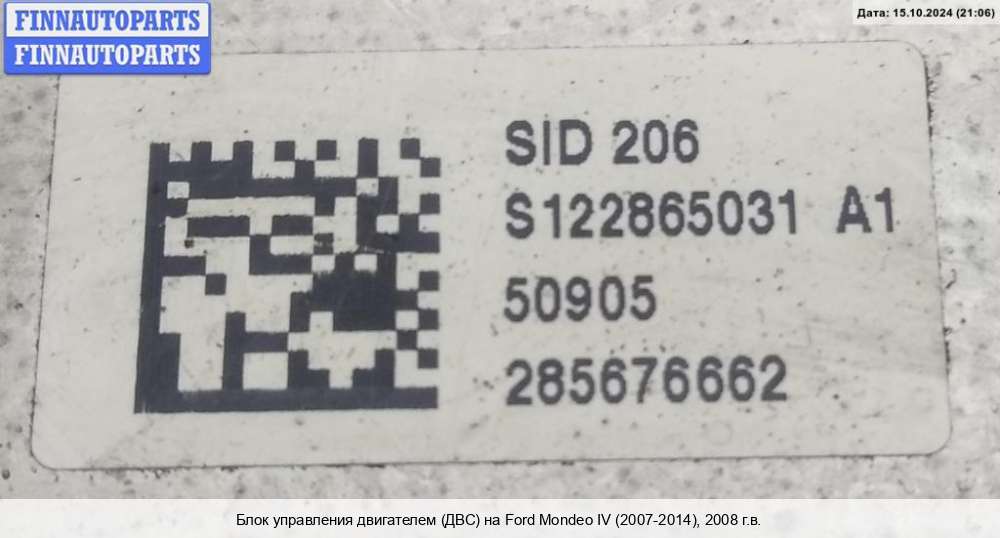 FINNAUTOPARTS
FINNAUTOPARTS
Дата: 15.10.2024 (21:06)
SID 206
S122865031 A1
50905
285676662
Блок управления двигателем (ДВС) на Ford Mondeo IV (2007-2014), 2008 г.в.